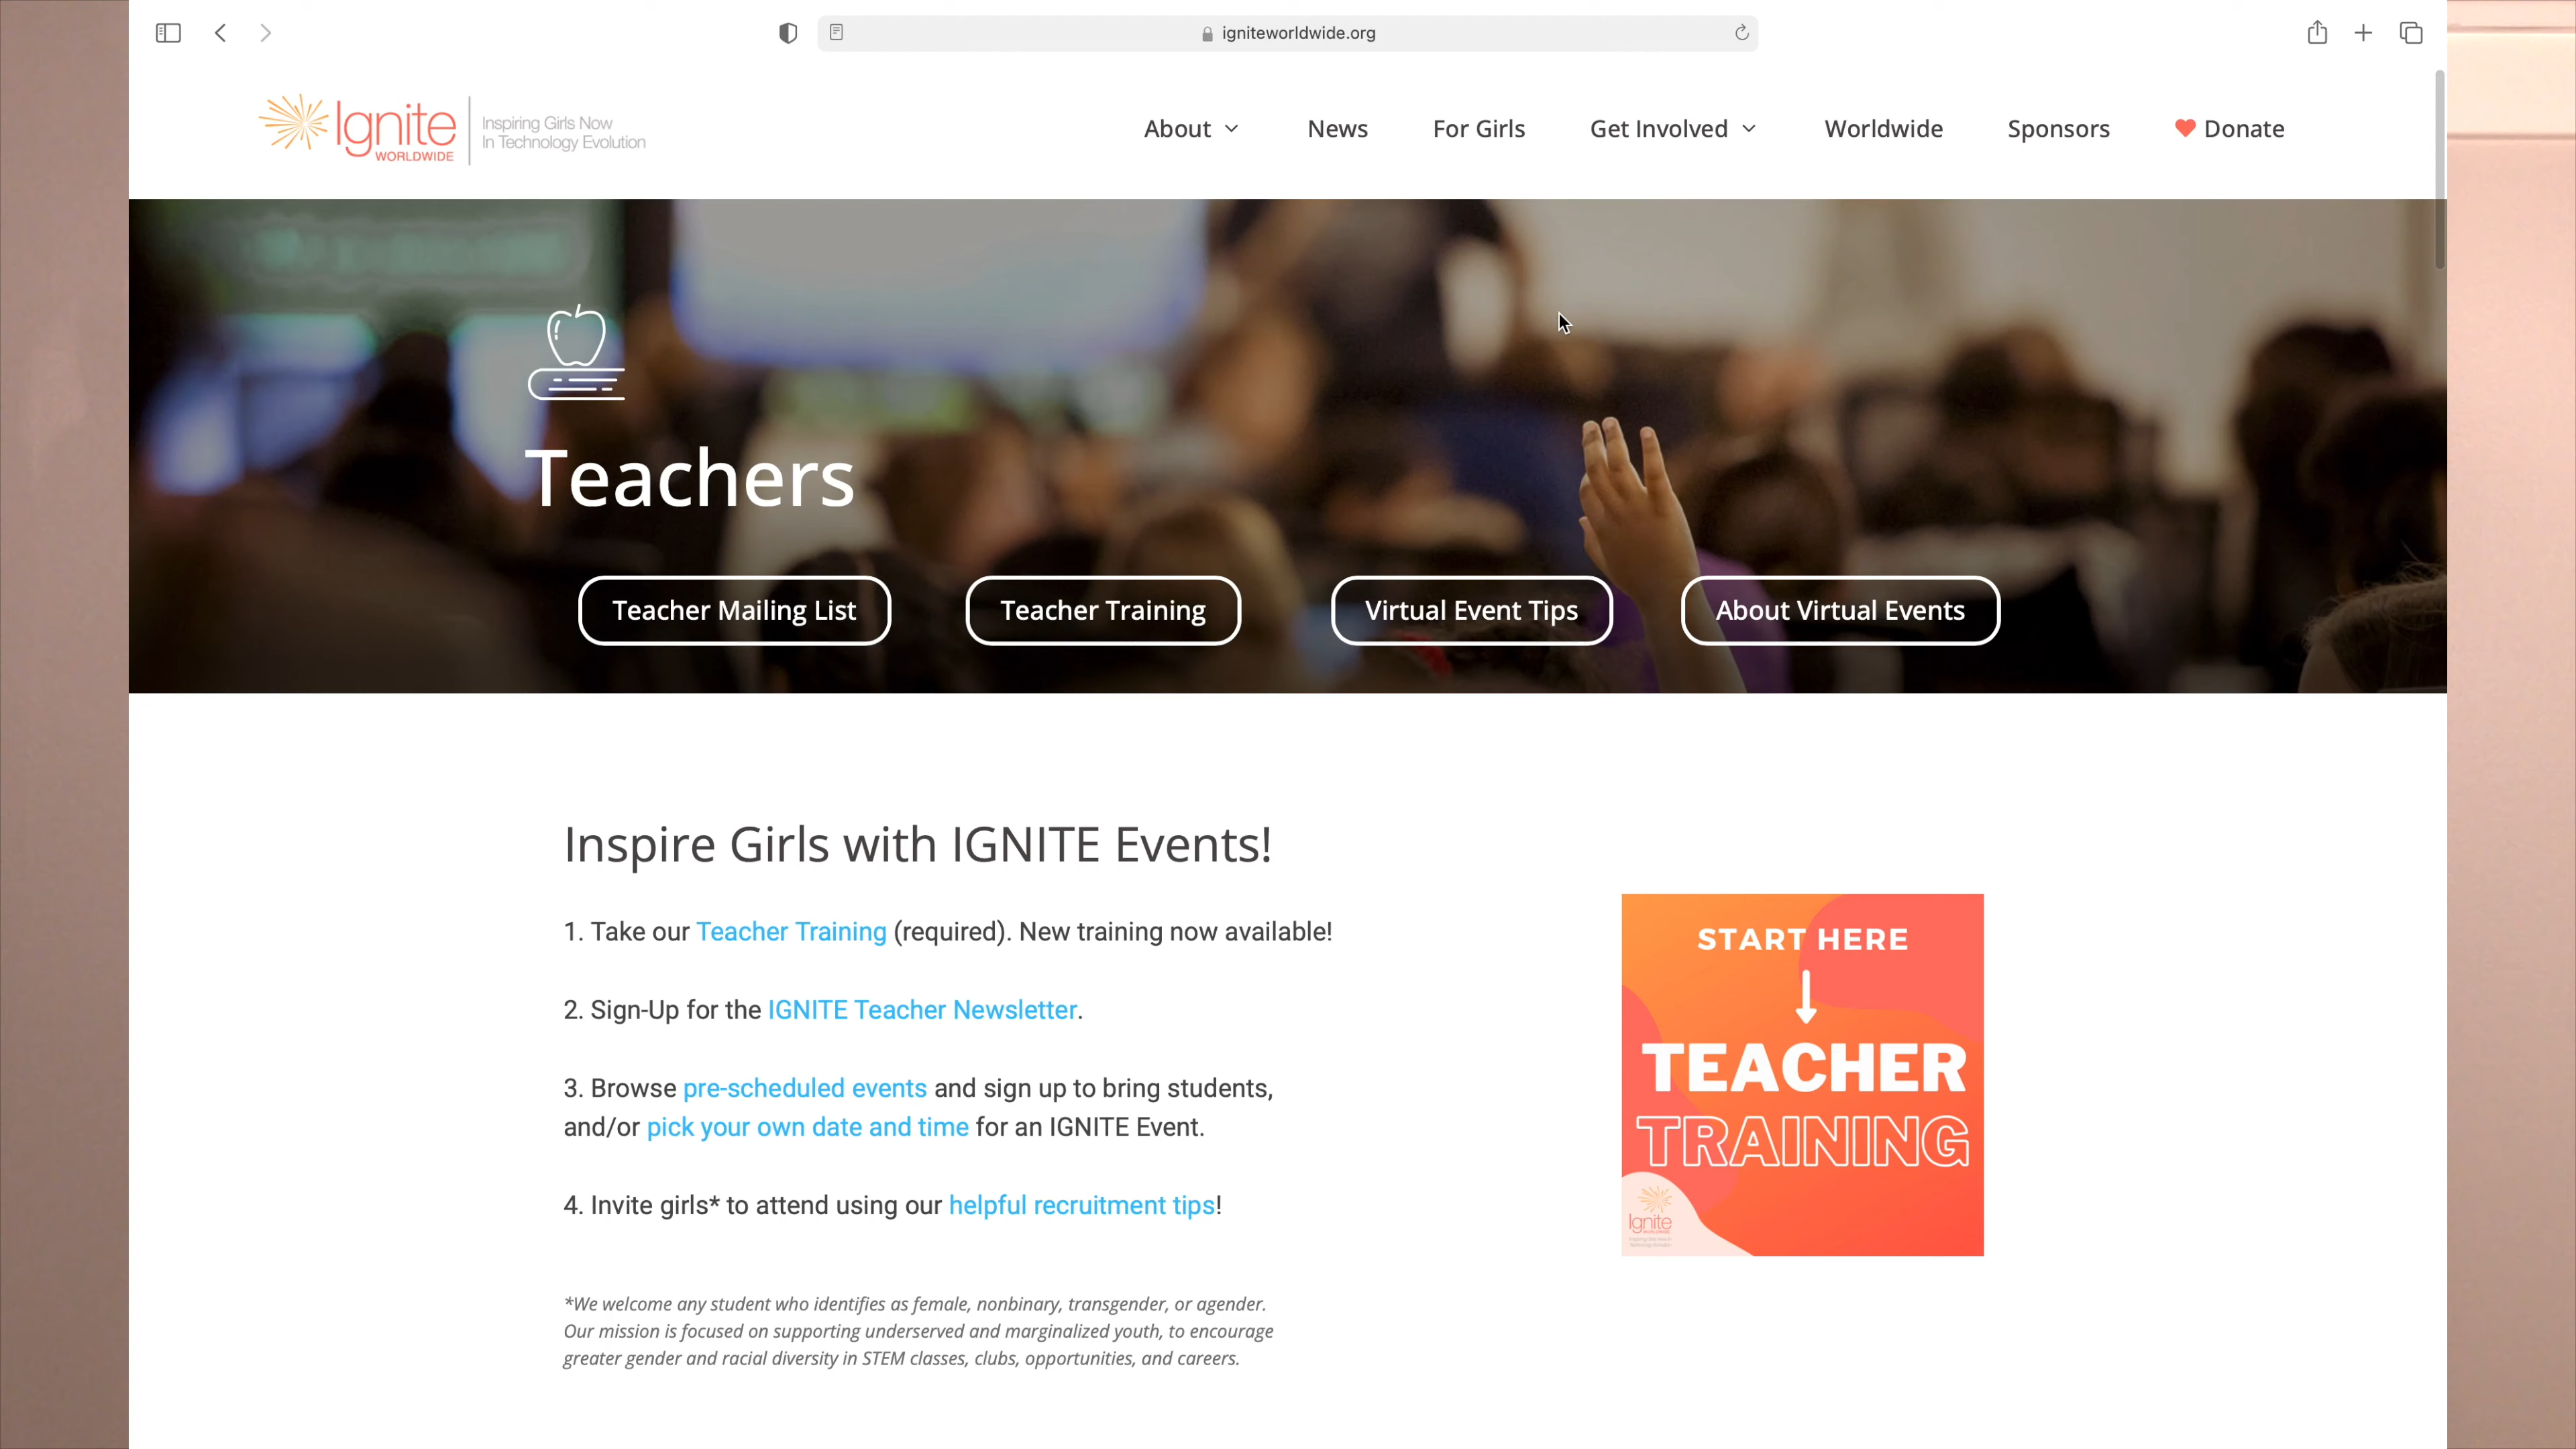 igniteworldwide.org
Ignite
WORLDWIDE
Inspiring Girls Now
In Technology Evolution
About
News
For Girls
Get Involved
Worldwide
Sponsors
Donate
Teachers
Teacher Mailing List
Teacher Training
Virtual Event Tips
About Virtual Events
Inspire Girls with IGNITE Events!
1. Take our Teacher Training (required). New training now available!
2. Sign-Up for the IGNITE Teacher Newsletter.
3. Browse pre-scheduled events and sign up to bring students,
and/or pick your own date and time for an IGNITE Event.
4. Invite girls* to attend using our helpful recruitment tips!
*We welcome any student who identifies as female, nonbinary, transgender, or agender.
Our mission is focused on supporting underserved and marginalized youth, to encourage
greater gender and racial diversity in STEM classes, clubs, opportunities, and careers.
START HERE
TEACHER
TRAINING
Ignite